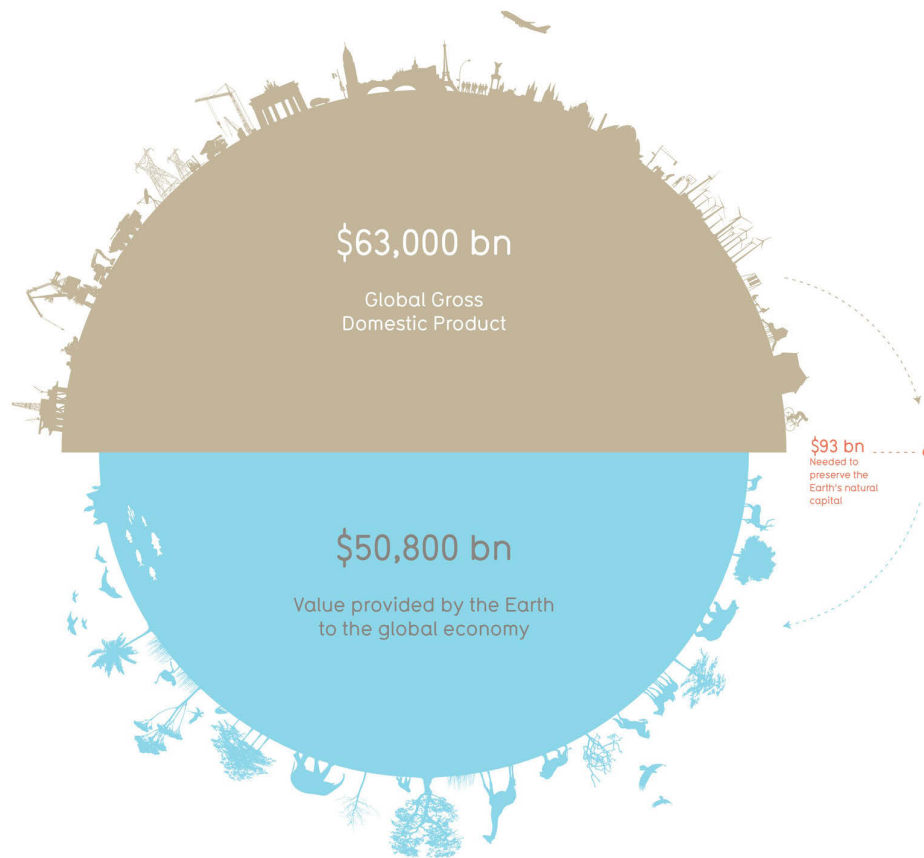 $63,000 bn
Global Gross
Domestic Product
$93 bn
Needed to
preserve the
Earth's natural
capital
$50,800 bn
Value provided by the Earth
to the global economy